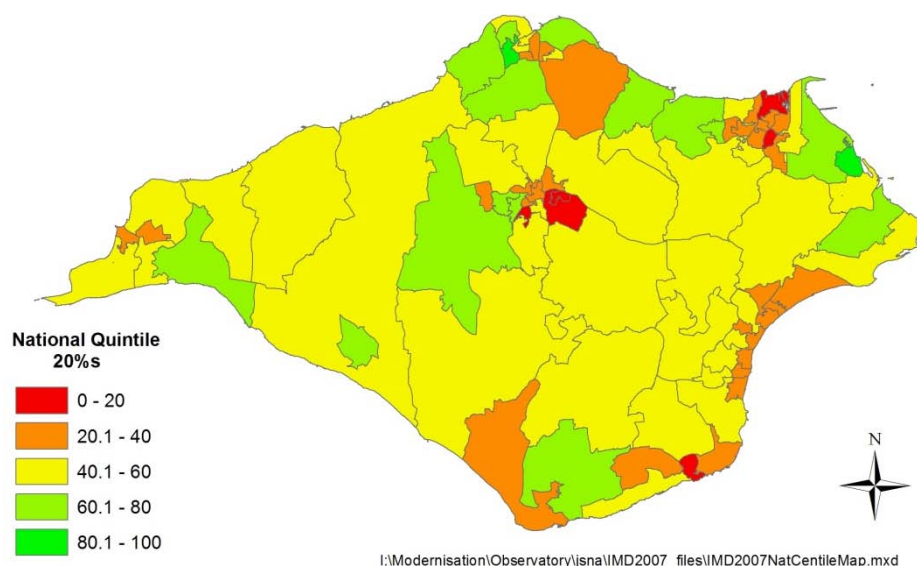 National Quintile
20%s
0 - 20
20.1 - 40
40.1 - 60
60.1 - 80
80.1 - 100
N
I:\Modernisation\Observatory\jsna\IMD2007_files\IMD2007NatCentileMap.mxd